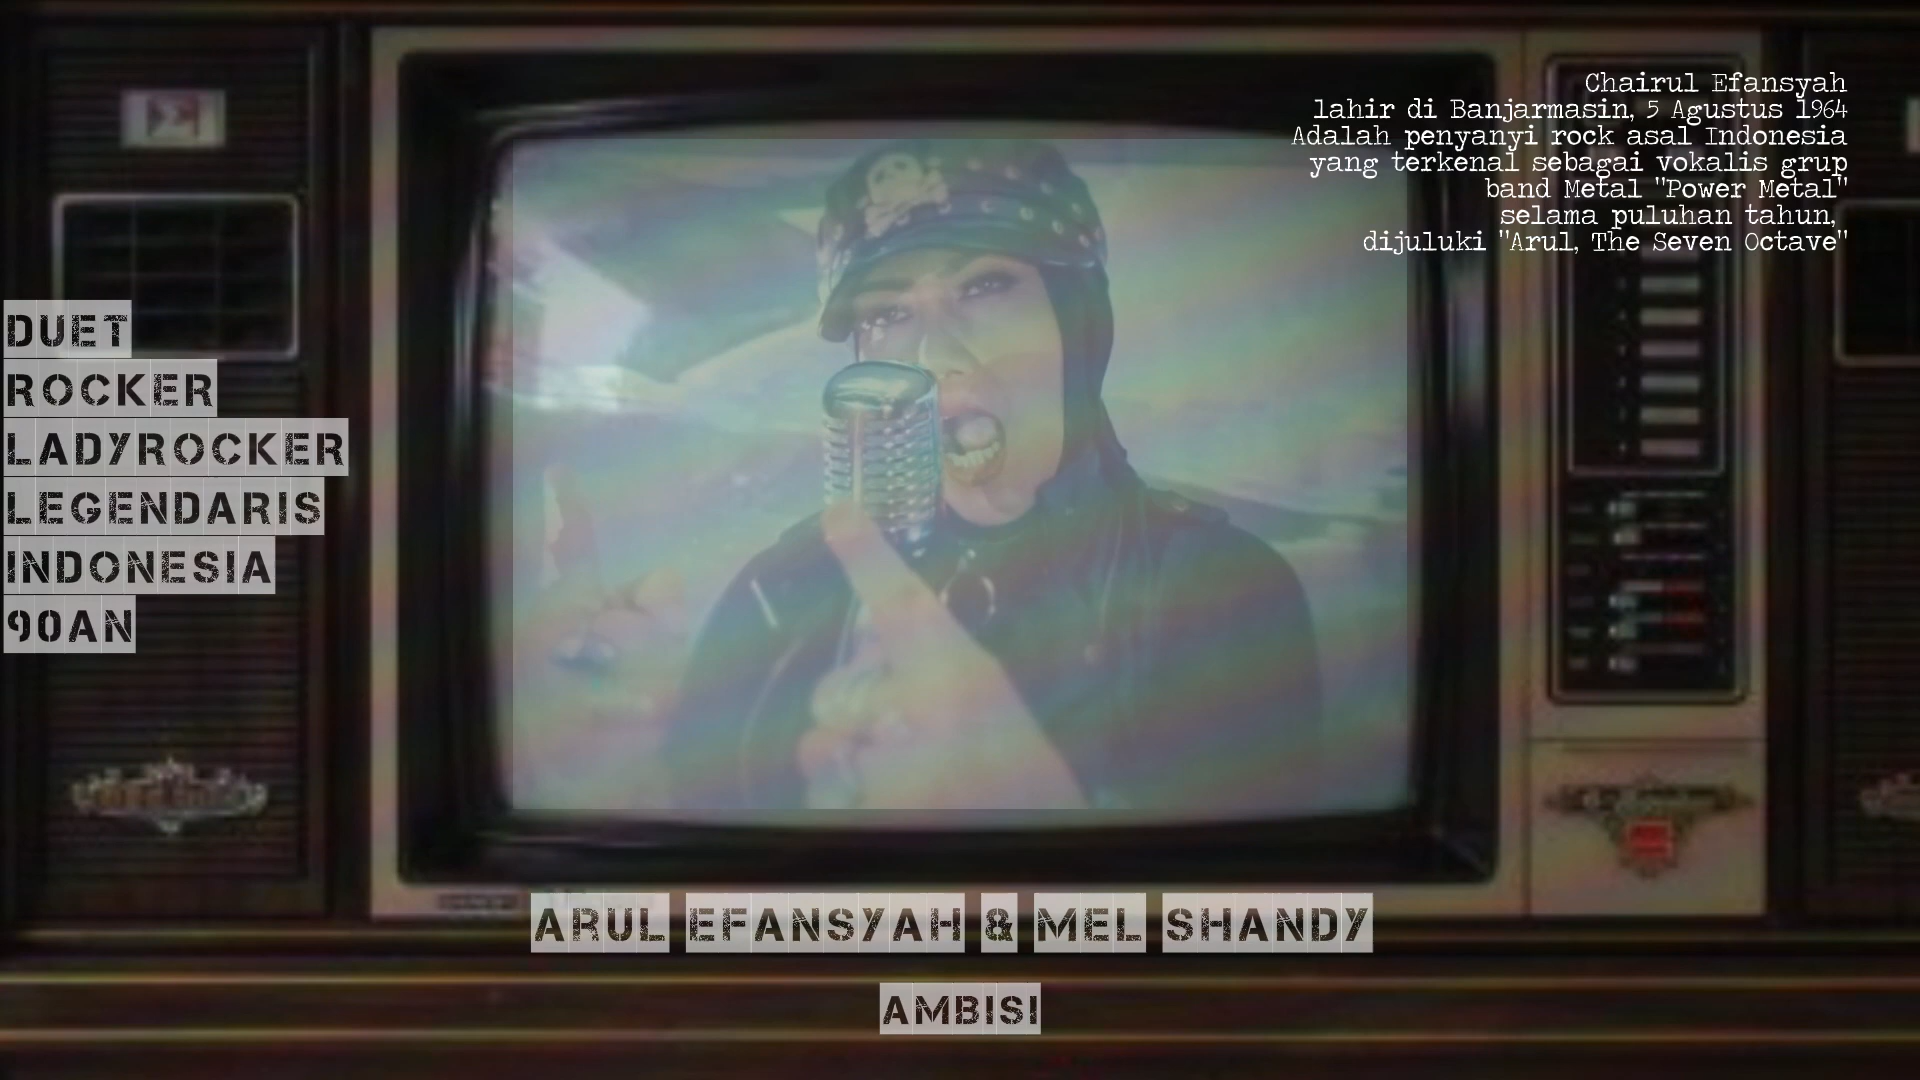 Chairul Efansyah
lahir di Banjarmasin, 5 Agustus 1964
Adalah penyanyi rock asal Indonesia
yang terkenal sebagai vokalis grup
band Metal "Power Metal"
selama puluhan tahun,
dijuluki "Arul, The Seven Octave"
DUET
ROCKER
LADYROCKER
LEGENDARIS
INDONESIA
90AN
ARUL EFANSYAH & MEL SHANDY
AMBISI